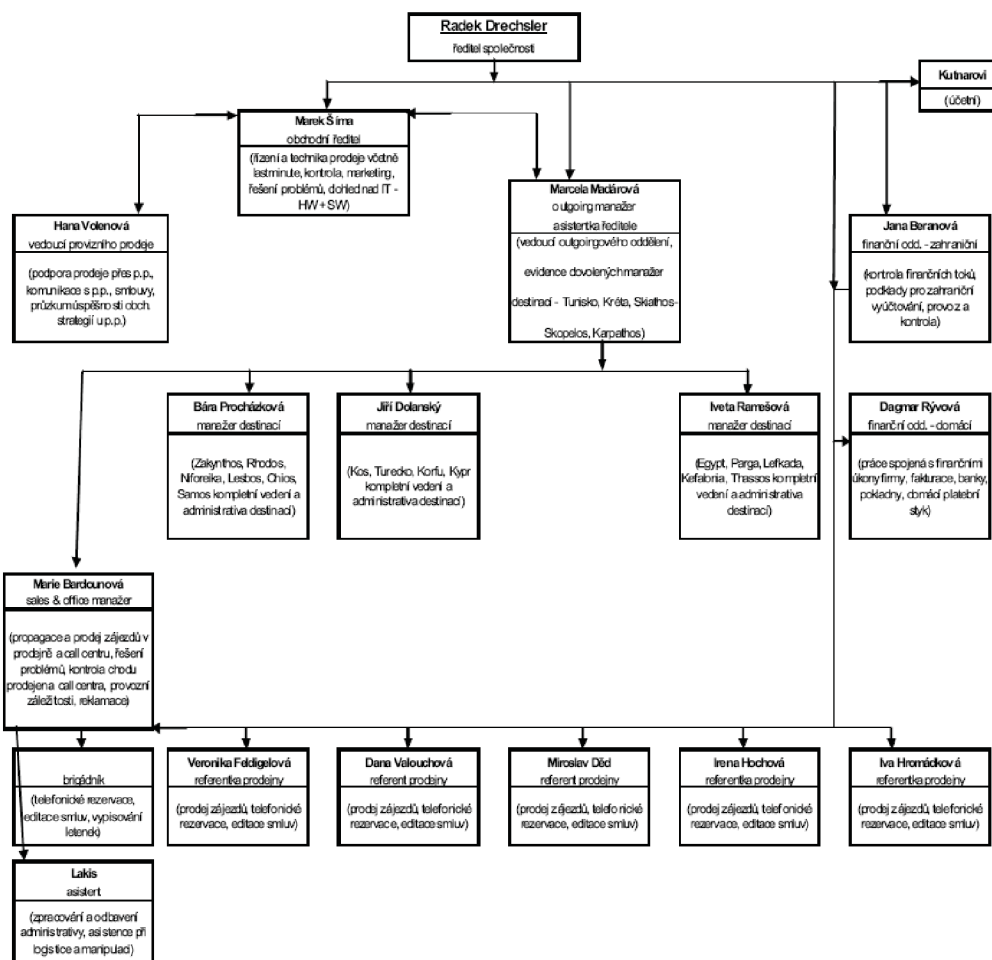 Radek Drechsler
ředitel společnosti
Kutnarovi
(účetní)
Marek Šíma
obchodní ředitel
(řízení a technika prodeje včetně
lastminute, kontrola, marketing,
řešení problémů, dohled nad IT -
HW + SW)
Marcela Madárová
outgoing manažer
asistentka ředitele
(vedoucí outgoingového oddělení,
evidence dovolených manažer
destinací - Tunisko, Kréta, Skiathos-
Skopelos, Karpathos)
Hana Volenová
vedoucí provizního prodeje
(podpora prodeje přes p.p.,
komunikace s p.p., smlouvy,
průzkum úspěšnosti obch.
strategií u p.p.)
Jana Beranová
finanční odd. - zahraniční
(kontrola finančních toků,
podklady pro zahraniční
vyúčtování, provoz a
kontrola)
Bára Procházková
manažer destinací
(Zakynthos, Rhodos,
Niforeika, Lesbos, Chios,
Samos kompletní vedení a
administrativa destinací)
Jiří Dolanský
manažer destinací
(Kos, Turecko, Korfu, Kypr
kompletní vedení a
administrativa destinací)
Iveta Ramešová
manažer destinací
(Egypt, Parga, Lefkada,
Kefalonia, Thassos kompletní
vedení a administrativa
destinací)
Dagmar Rývová
finanční odd. - domácí
(práce spojená s finančními
úkony firmy, fakturace, banky,
pokladny, domácí platební
styk)
Marie Bardounová
sales & office manažer
(propagace a prodej zájezdů v
prodejně a call centru, řešení
problémů, kontrola chodu
prodejen a call centra, provozní
záležitosti, reklamace)
brigádník
(telefonické rezervace,
editace smluv, vypisování
letenek)
Veronika Feldigelová
referentka prodejny
(prodej zájezdů, telefonické
rezervace, editace smluv)
Dana Valouchová
referent prodejny
(prodej zájezdů, telefonické
rezervace, editace smluv)
Miroslav Děd
referent prodejny
(prodej zájezdů, telefonické
rezervace, editace smluv)
Irena Hochová
referentka prodejny
(prodej zájezdů, telefonické
rezervace, editace smluv)
Iva Hromádková
referentka prodejny
(prodej zájezdů, telefonické
rezervace, editace smluv)
Lakis
asistent
(zpracování a odbavení
administrativy, asistence při
logistice a manipulaci)